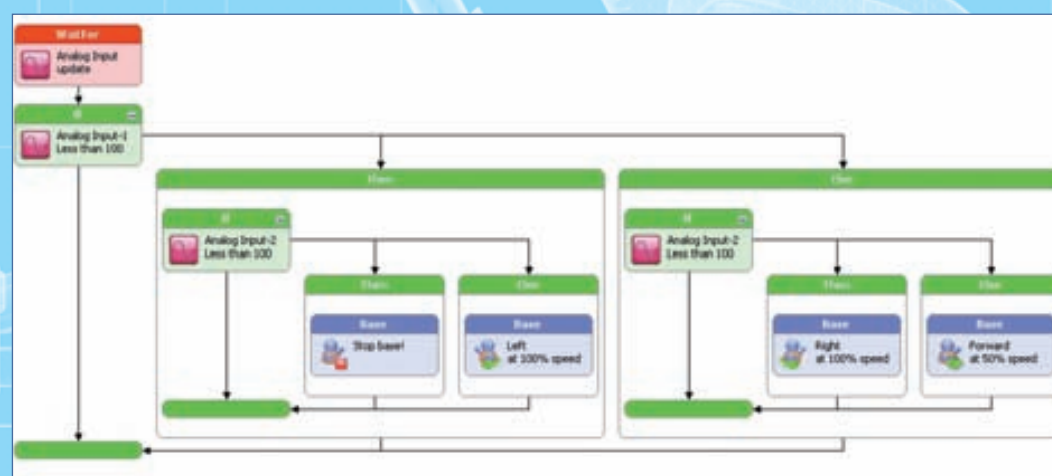 WaitFor
Analog Input
update
If
Analog Input-1
Less than 100
Then
If
Analog Input-2
Less than 100
Then
Base
Stop base!
Else
Base
Left
at 100% speed
Else
If
Analog Input-2
Less than 100
Then
Base
Right
at 100% speed
Else
Base
Forward
at 50% speed